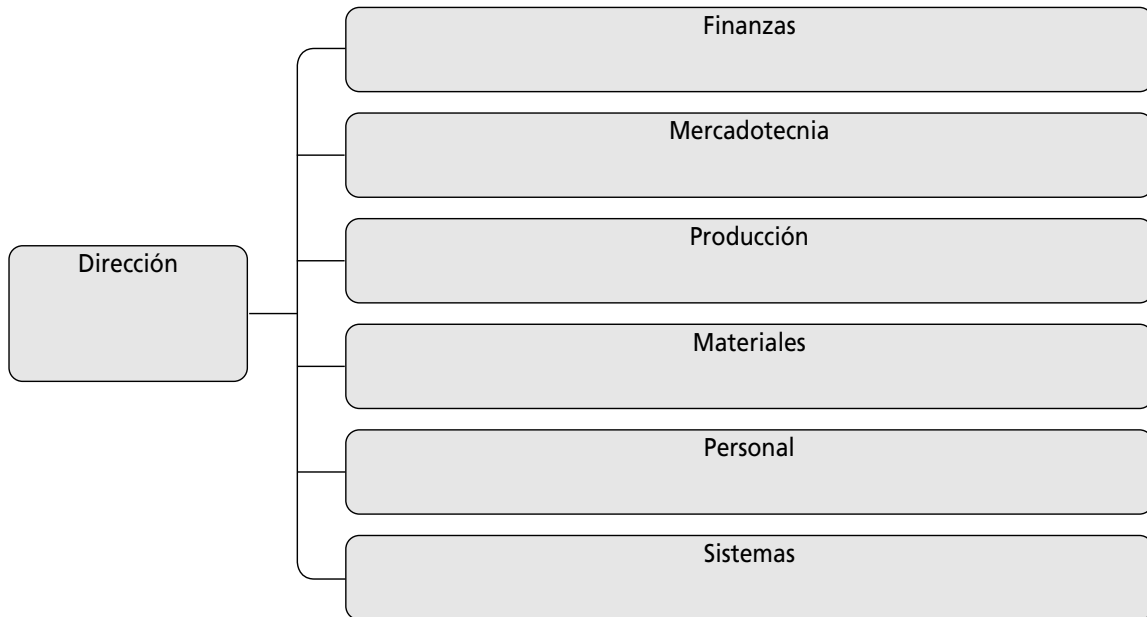 Finanzas
Mercadotecnia
Producción
Dirección
Materiales
Personal
Sistemas